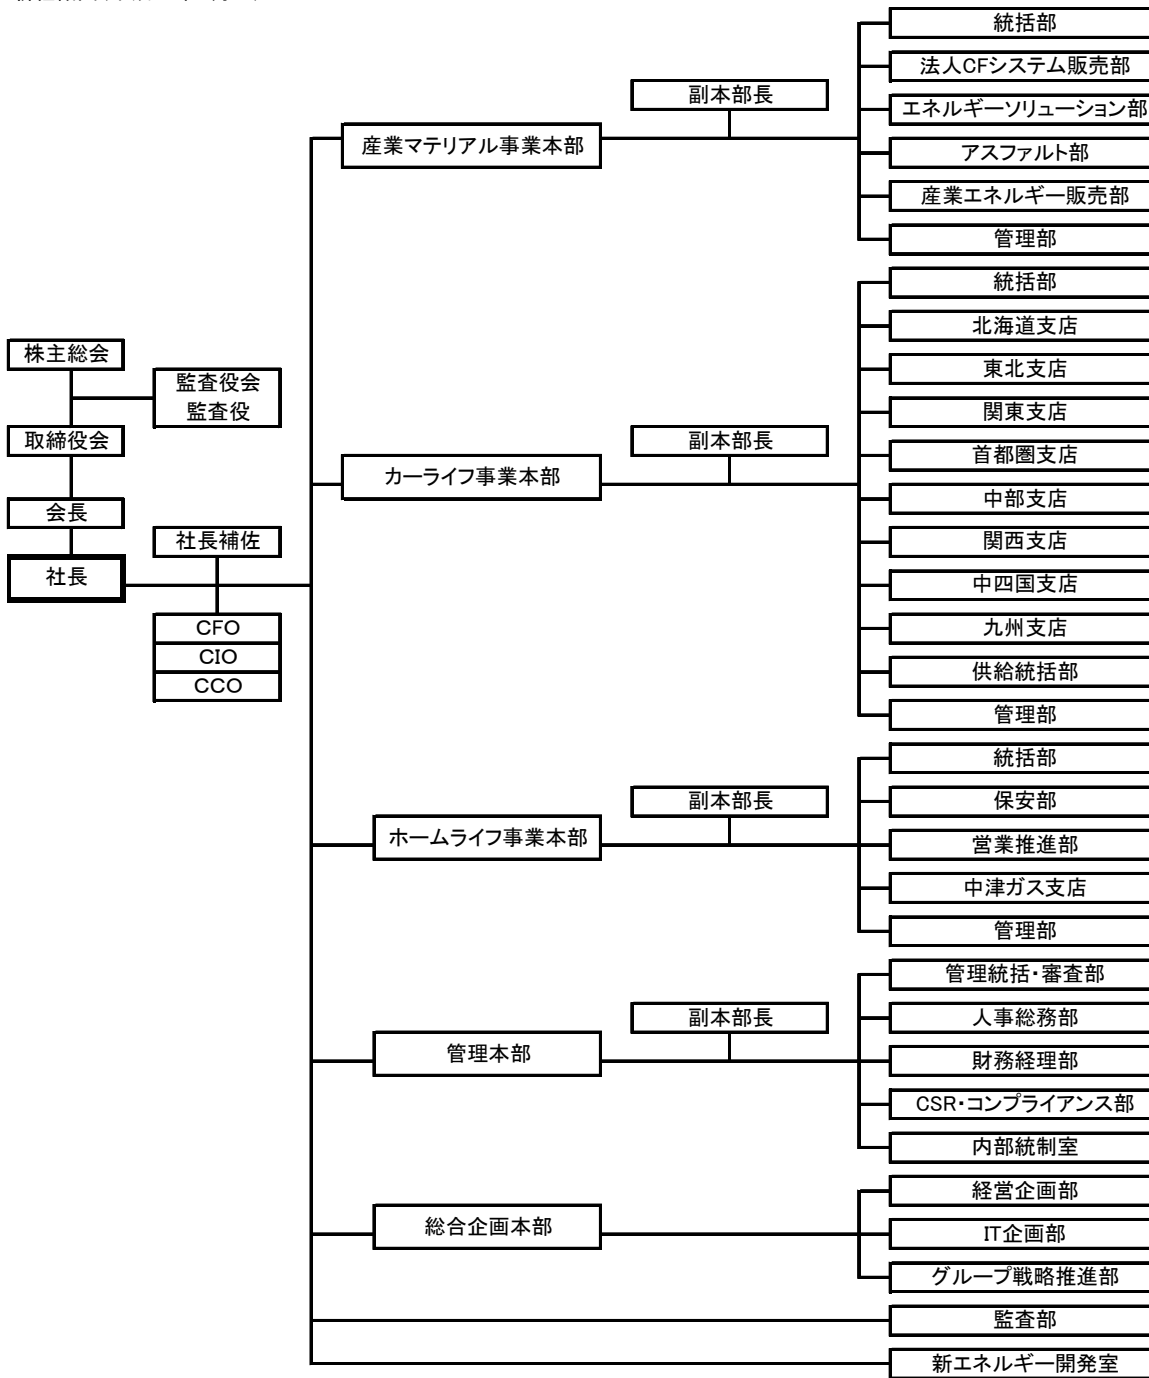 株主総会
監査役会
監査役
取締役会
会長
社長
社長補佐
CFO
CIO
CCO
産業マテリアル事業本部
副本部長
統括部
法人CFシステム販売部
エネルギーソリューション部
アスファルト部
産業エネルギー販売部
管理部
カーライフ事業本部
副本部長
統括部
北海道支店
東北支店
関東支店
首都圏支店
中部支店
関西支店
中四国支店
九州支店
供給統括部
管理部
ホームライフ事業本部
副本部長
統括部
保安部
営業推進部
中津ガス支店
管理部
管理本部
副本部長
管理統括・審査部
人事総務部
財務経理部
CSR・コンプライアンス部
内部統制室
総合企画本部
経営企画部
IT企画部
グループ戦略推進部
監査部
新エネルギー開発室